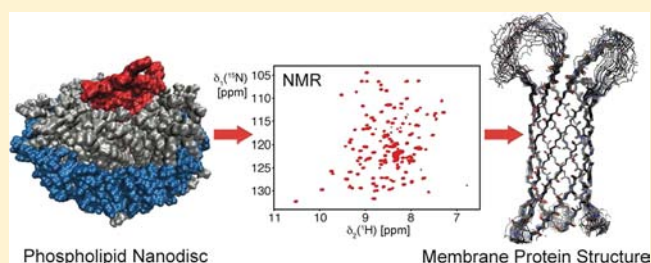 NMR
δ₁(¹⁵N)
[ppm]
105
110
115
120
125
130
11 10 9 8 7
δ₂(¹H) [ppm]
Phospholipid Nanodisc
Membrane Protein Structure